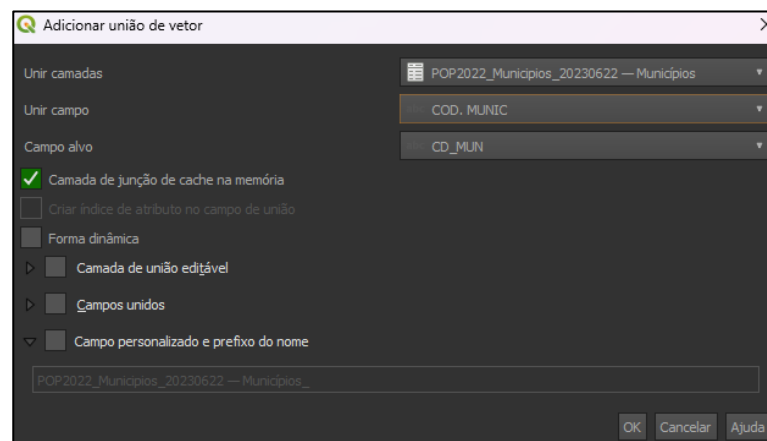 Adicionar união de vetor
Unir camadas
POP2022_Municipios_20230622 — Municípios
Unir campo
COD. MUNIC
Campo alvo
CD_MUN
Camada de junção de cache na memória
Criar índice de atributo no campo de união
Forma dinâmica
Camada de união editável
Campos unidos
Campo personalizado e prefixo do nome
POP2022_Municipios_20230622 — Municípios_
OK Cancelar Ajuda